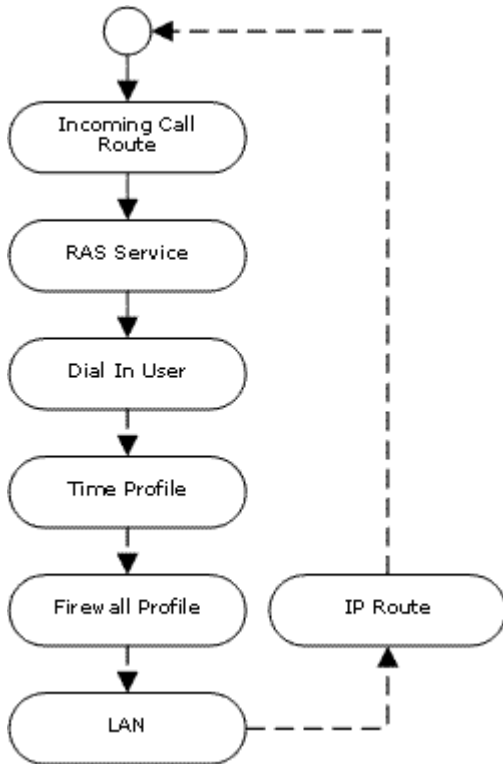 Incoming Call
Route
RAS Service
Dial In User
Time Profile
Firewall Profile
IP Route
LAN